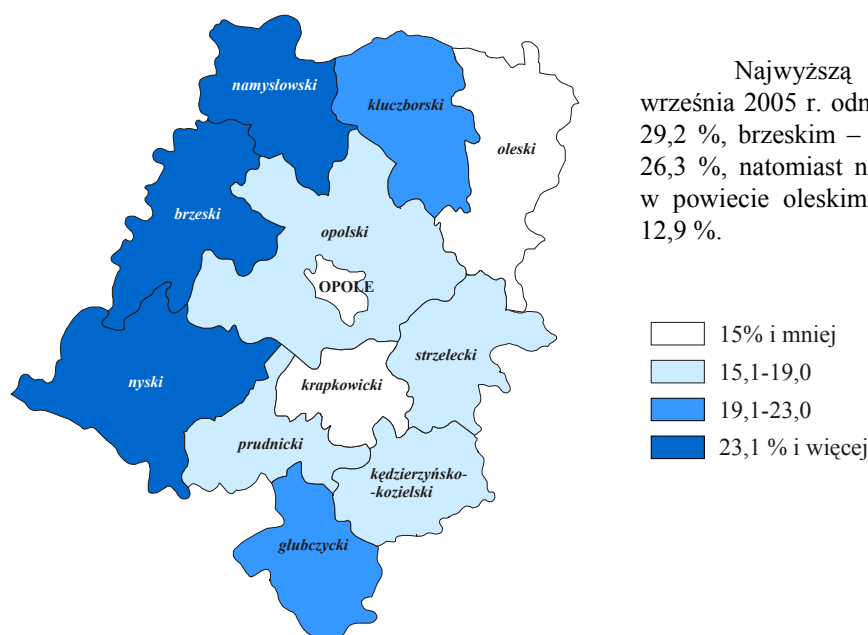 namysłowski
kluczborski
oleski
brzeski
opolski
OPOLE
strzelecki
nyski
krapkowicki
prudnicki
kędzierzyńsko-
-kozielski
głubczycki
Najwyższą
września 2005 r. odn
29,2 %, brzeskim –
26,3 %, natomiast n
w powiecie oleskim
12,9 %.
15% i mniej
15,1-19,0
19,1-23,0
23,1 % i więcej